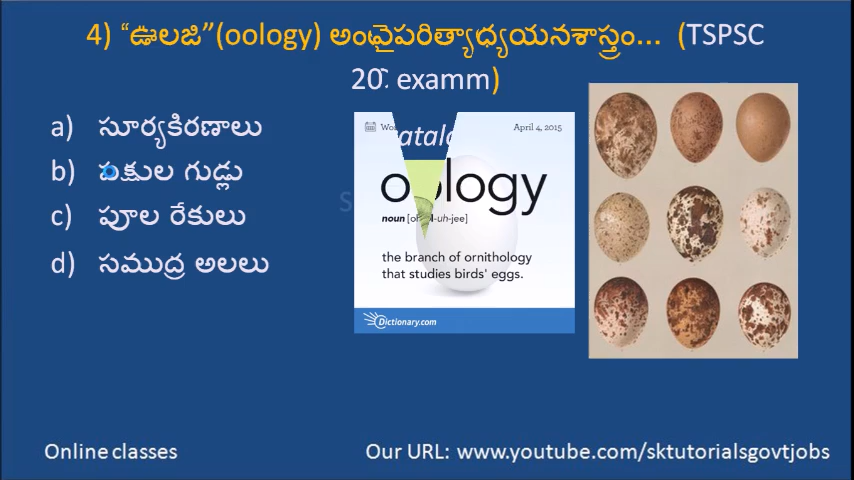 4) “ఊలజి”(oology) అంటేవైపరిత్యాధ్యయనశాస్త్రం... (TSPSC
20 examm)
a) సూర్యకిరణాలు
b) పక్షుల గుడ్లు
c) పూల రేకులు
d) సముద్ర అలలు
April 4, 2015
oology
noun
the branch of ornithology
that studies birds' eggs.
Dictionary.com
Online classes
Our URL: www.youtube.com/sktutorialsgovtjobs